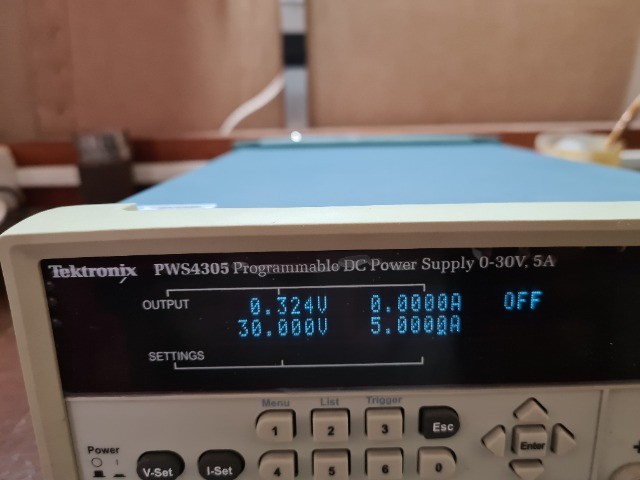 Tektronix PWS4305 Programmable DC Power Supply 0-30V, 5A
OUTPUT 0.324V 0.0000A OFF
30.000V 5.0000A
SETTINGS
Menu List Trigger
1 2 3 Esc
Power
V-Set I-Set 4 5 6 0 Enter